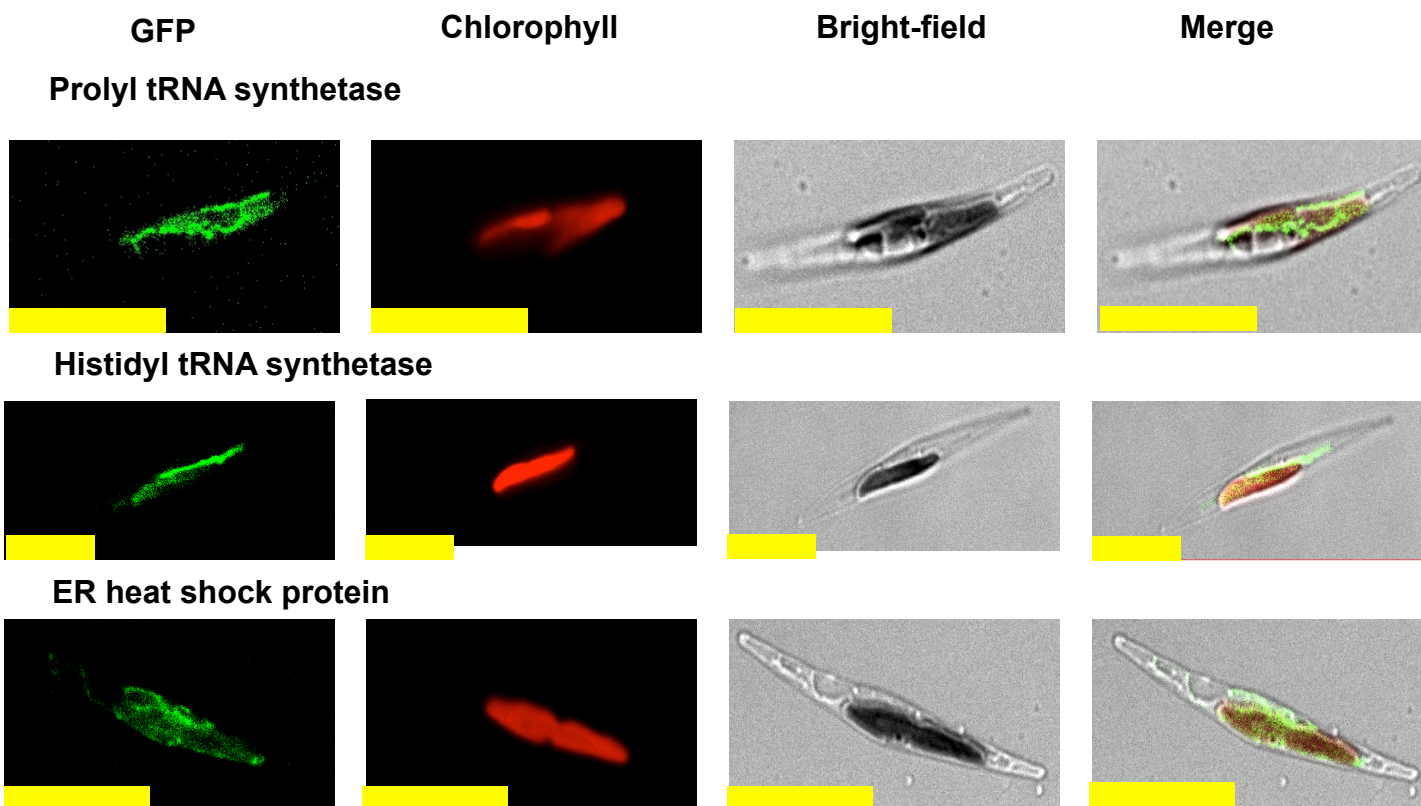 GFP Chlorophyll Bright-field Merge
Prolyl tRNA synthetase
Histidyl tRNA synthetase
ER heat shock protein